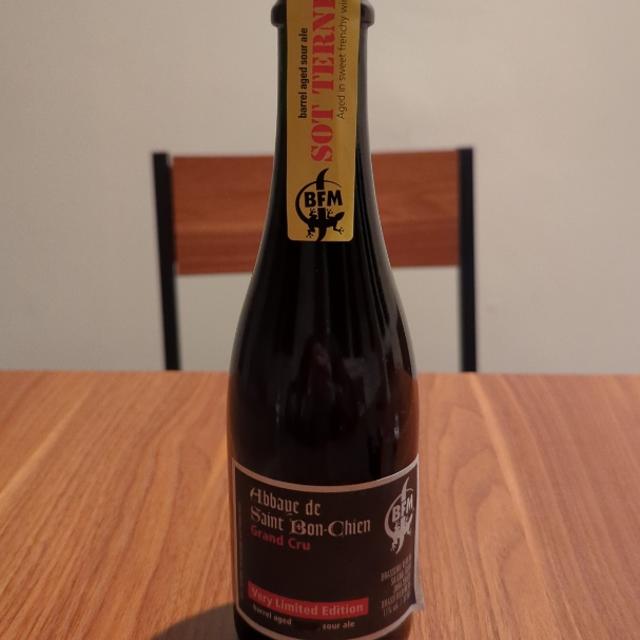 barrel aged sour ale
SOT TERN
Aged in sweet frenchy
BFM
Abbaye de
Saint Bon-Chien
Grand Cru
BFM
Very Limited Edition
barrel aged sour ale